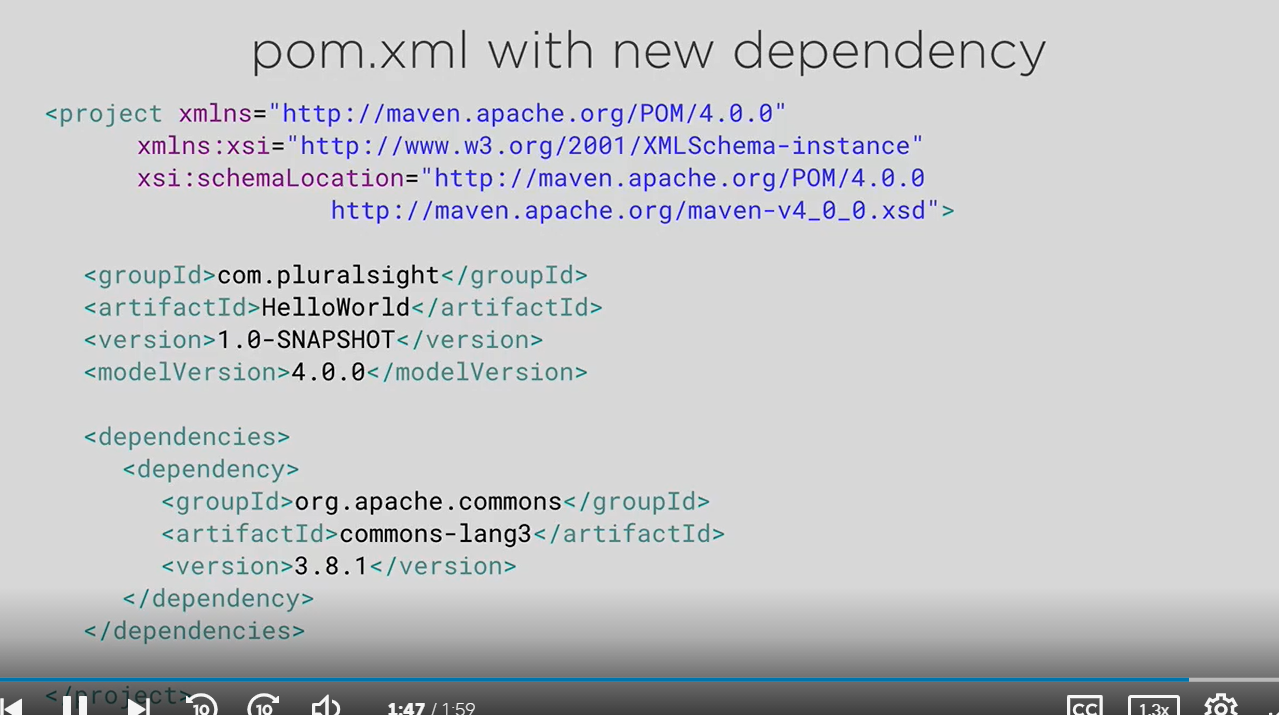 pom.xml with new dependency
<project xmlns="http://maven.apache.org/POM/4.0.0"
xmlns:xsi="http://www.w3.org/2001/XMLSchema-instance"
xsi:schemaLocation="http://maven.apache.org/POM/4.0.0
http://maven.apache.org/maven-v4_0_0.xsd">
<groupId>com.pluralsight</groupId>
<artifactId>HelloWorld</artifactId>
<version>1.0-SNAPSHOT</version>
<modelVersion>4.0.0</modelVersion>
<dependencies>
<dependency>
<groupId>org.apache.commons</groupId>
<artifactId>commons-lang3</artifactId>
<version>3.8.1</version>
</dependency>
</dependencies>
</project>
10 10 1:47 / 1:59 CC 1.3x